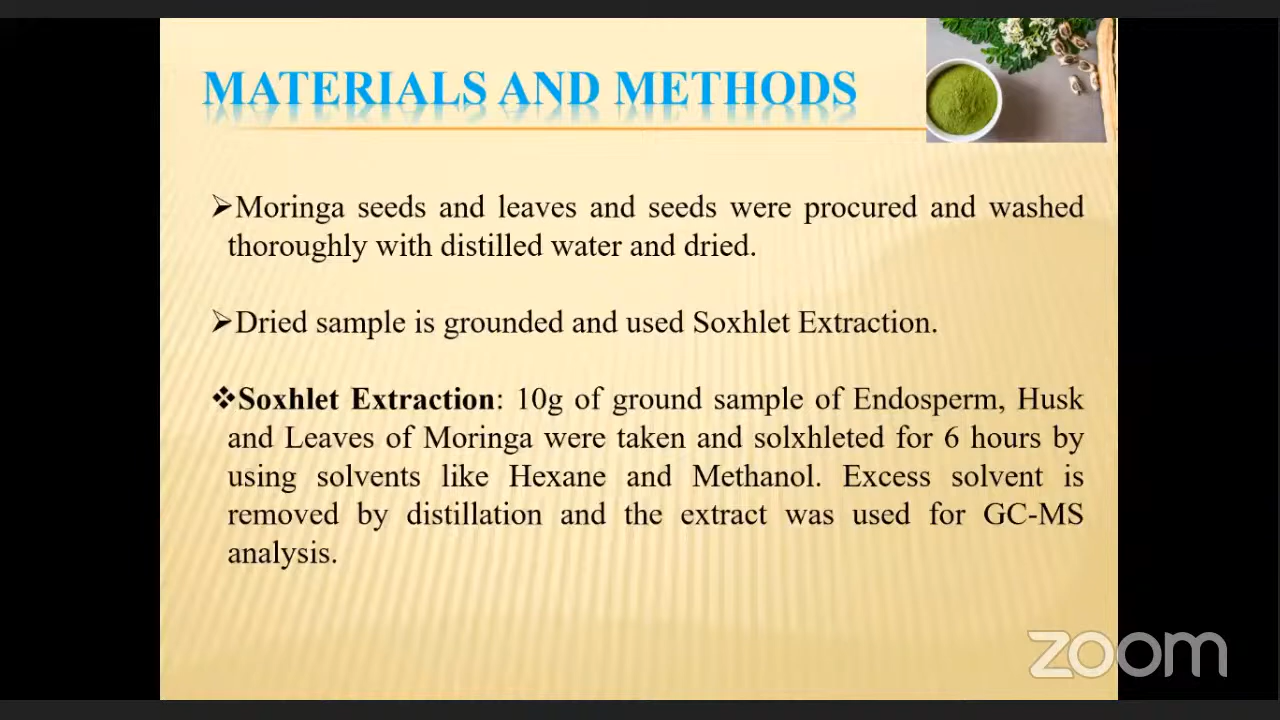 MATERIALS AND METHODS
➢Moringa seeds and leaves and seeds were procured and washed
thoroughly with distilled water and dried.
➢Dried sample is grounded and used Soxhlet Extraction.
❖Soxhlet Extraction: 10g of ground sample of Endosperm, Husk
and Leaves of Moringa were taken and solxhleted for 6 hours by
using solvents like Hexane and Methanol. Excess solvent is
removed by distillation and the extract was used for GC-MS
analysis.
zoom